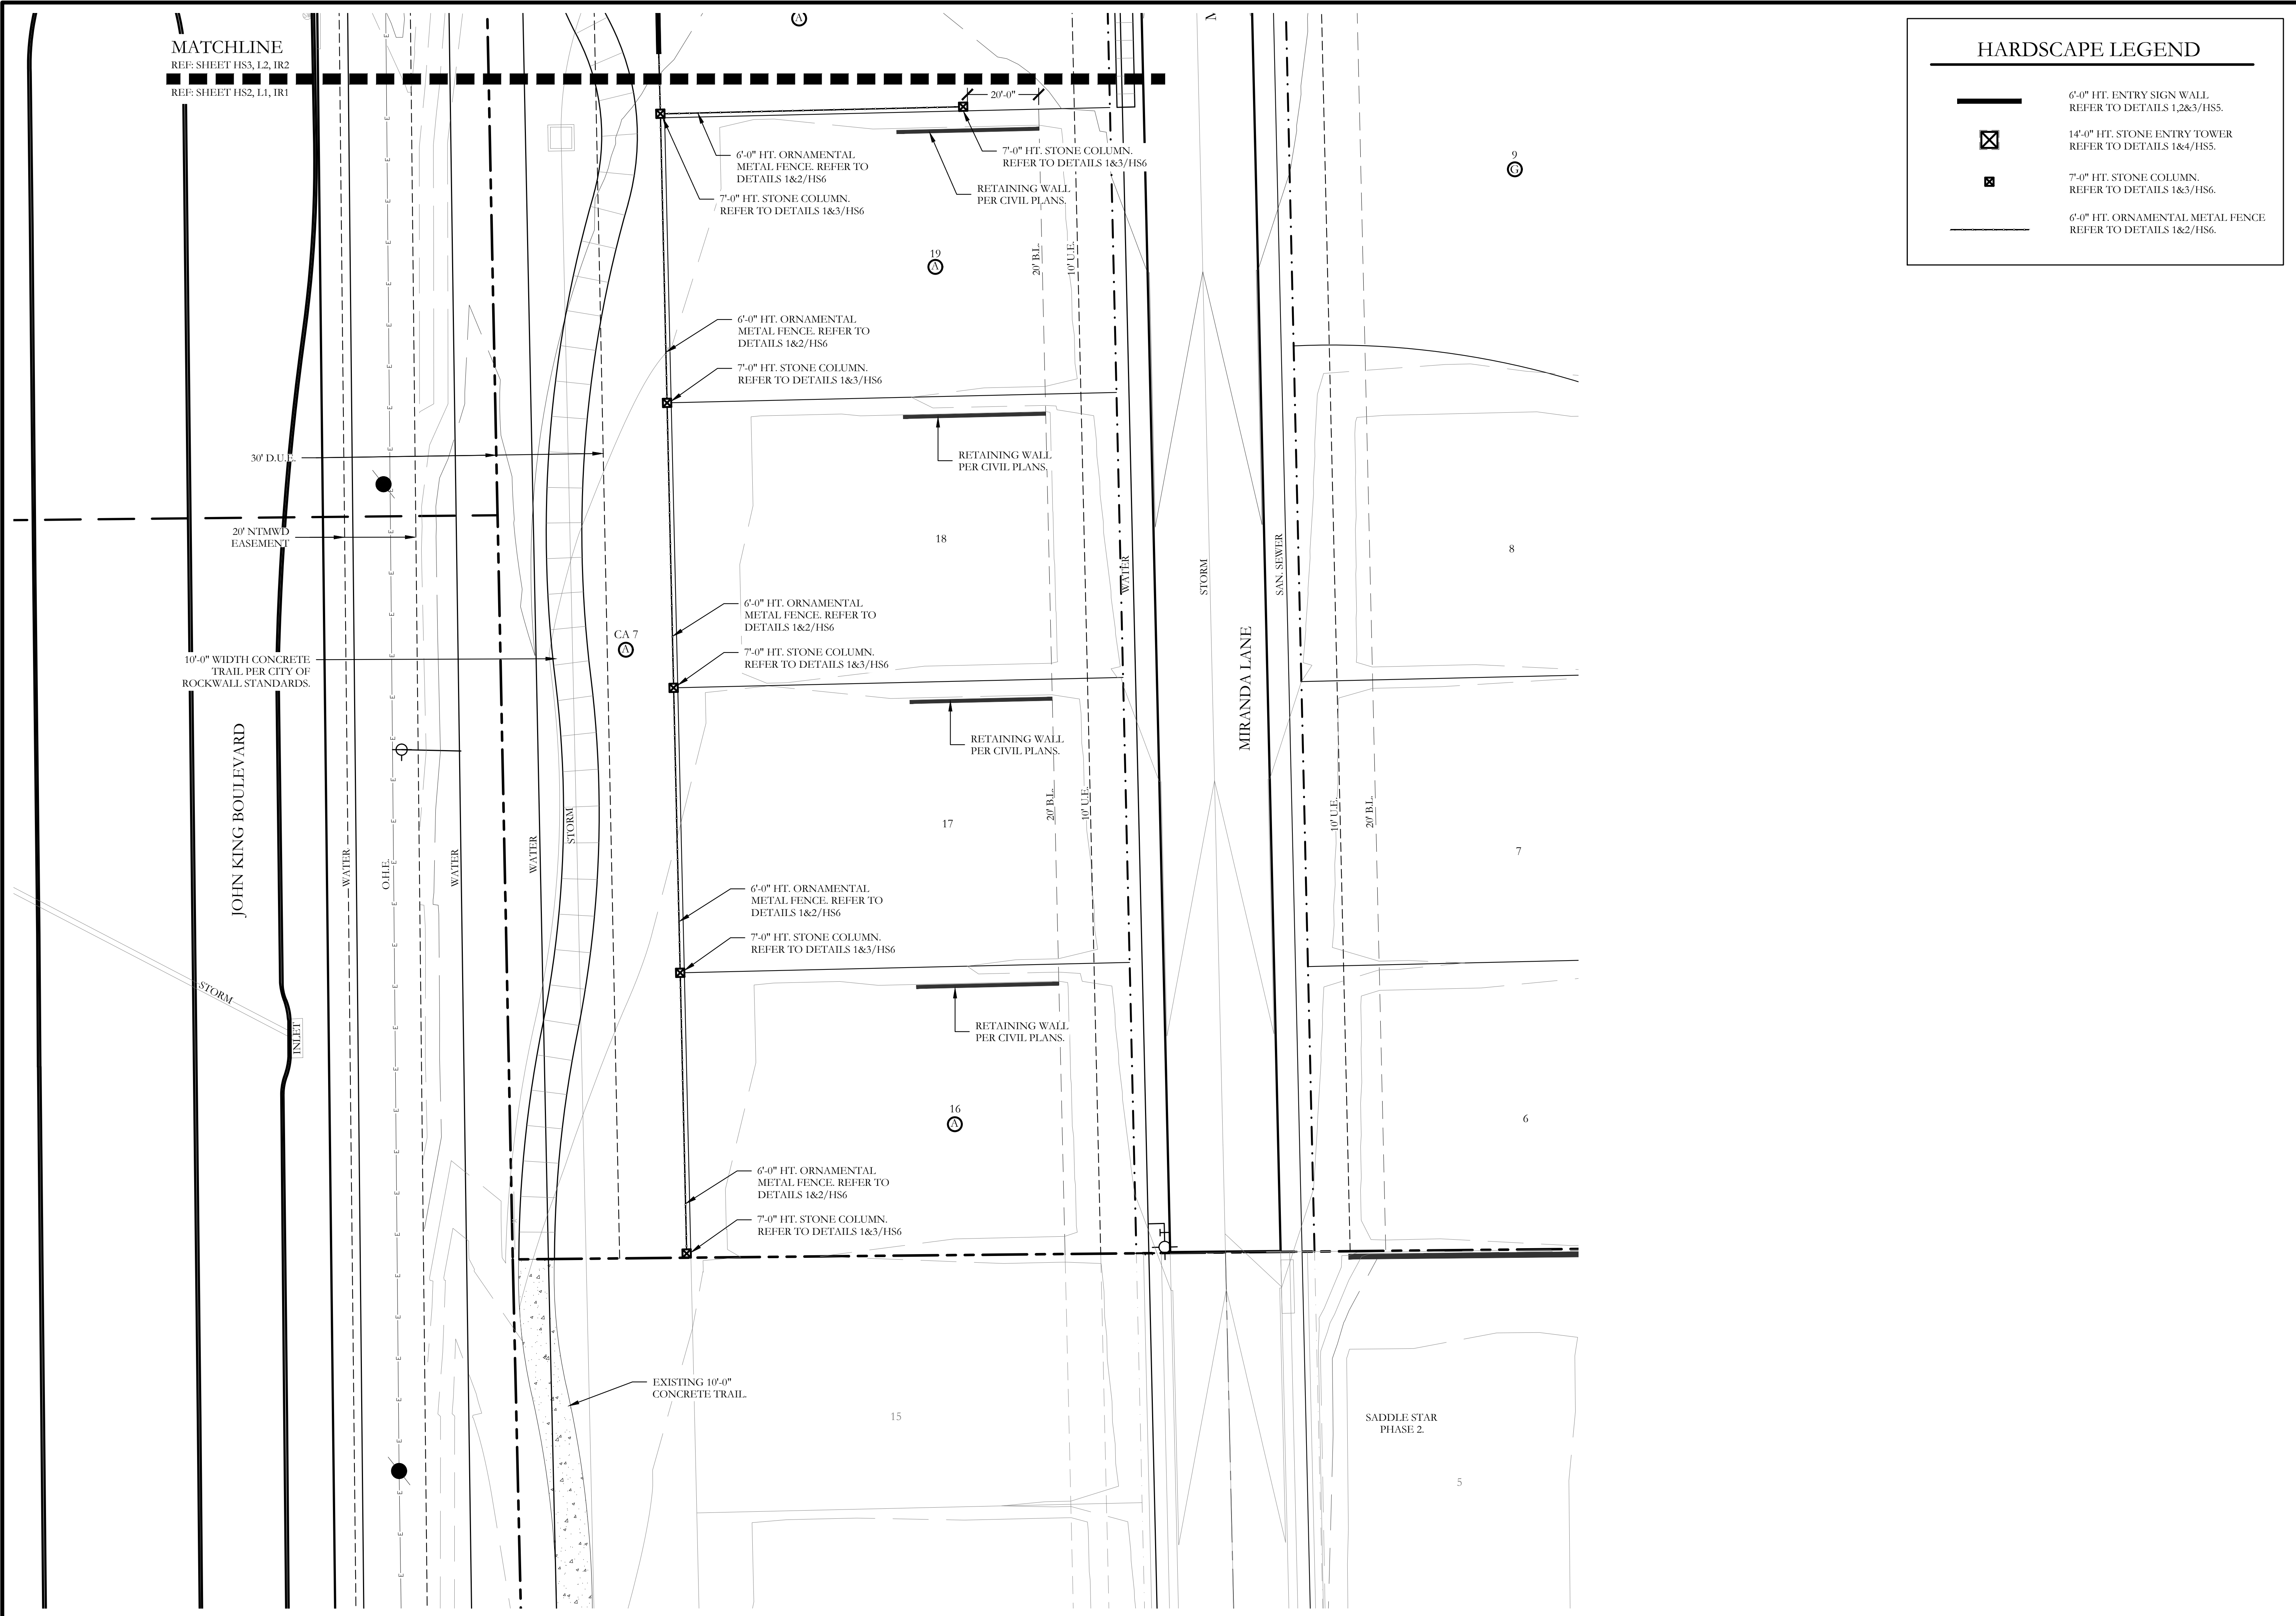 MATCHLINE
REF: SHEET HS3, L2, IR2
REF: SHEET HS2, L1, IR1
A
20'-0"
6'-0" HT. ORNAMENTAL
METAL FENCE. REFER TO
DETAILS 1&2/HS6
7'-0" HT. STONE COLUMN.
REFER TO DETAILS 1&3/HS6
7'-0" HT. STONE COLUMN.
REFER TO DETAILS 1&3/HS6
RETAINING WALL
PER CIVIL PLANS.
9
G
19
A
20' B.L.
10' U.E.
6'-0" HT. ORNAMENTAL
METAL FENCE. REFER TO
DETAILS 1&2/HS6
7'-0" HT. STONE COLUMN.
REFER TO DETAILS 1&3/HS6
30' D.U.E.
RETAINING WALL
PER CIVIL PLANS.
20' NTMWD
EASEMENT
18
WATER
STORM
SAN. SEWER
8
6'-0" HT. ORNAMENTAL
METAL FENCE. REFER TO
DETAILS 1&2/HS6
CA 7
A
7'-0" HT. STONE COLUMN.
REFER TO DETAILS 1&3/HS6
10'-0" WIDTH CONCRETE
TRAIL PER CITY OF
ROCKWALL STANDARDS.
MIRANDA LANE
RETAINING WALL
PER CIVIL PLANS.
JOHN KING BOULEVARD
WATER
O.H.E.
WATER
WATER
STORM
17
20' B.L.
10' U.E.
10' U.E.
20' B.L.
7
6'-0" HT. ORNAMENTAL
METAL FENCE. REFER TO
DETAILS 1&2/HS6
7'-0" HT. STONE COLUMN.
REFER TO DETAILS 1&3/HS6
STORM
INLET
RETAINING WALL
PER CIVIL PLANS.
16
A
6
6'-0" HT. ORNAMENTAL
METAL FENCE. REFER TO
DETAILS 1&2/HS6
7'-0" HT. STONE COLUMN.
REFER TO DETAILS 1&3/HS6
EXISTING 10'-0"
CONCRETE TRAIL.
15
SADDLE STAR
PHASE 2.
5
HARDSCAPE LEGEND
6'-0" HT. ENTRY SIGN WALL
REFER TO DETAILS 1,2&3/HS5.
14'-0" HT. STONE ENTRY TOWER
REFER TO DETAILS 1&4/HS5.
7'-0" HT. STONE COLUMN.
REFER TO DETAILS 1&3/HS6.
6'-0" HT. ORNAMENTAL METAL FENCE
REFER TO DETAILS 1&2/HS6.